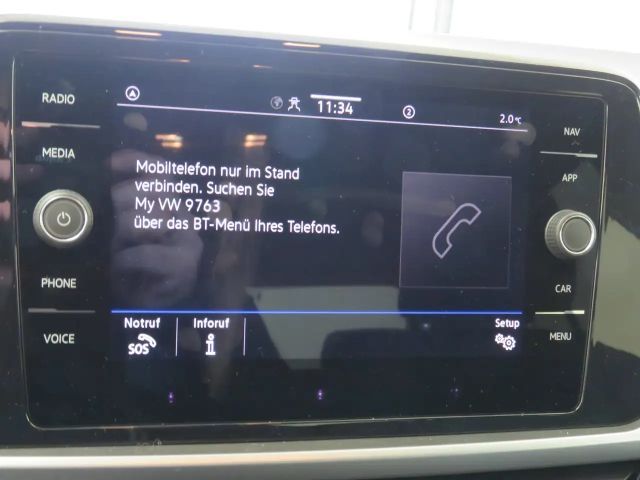 RADIO
MEDIA
PHONE
VOICE
11:34
2
2.0°C
NAV
APP
CAR
MENU
Mobiltelefon nur im Stand
verbinden. Suchen Sie
My VW 9763
über das BT-Menü Ihres Telefons.
Notruf
SOS
Inforuf
i
Setup